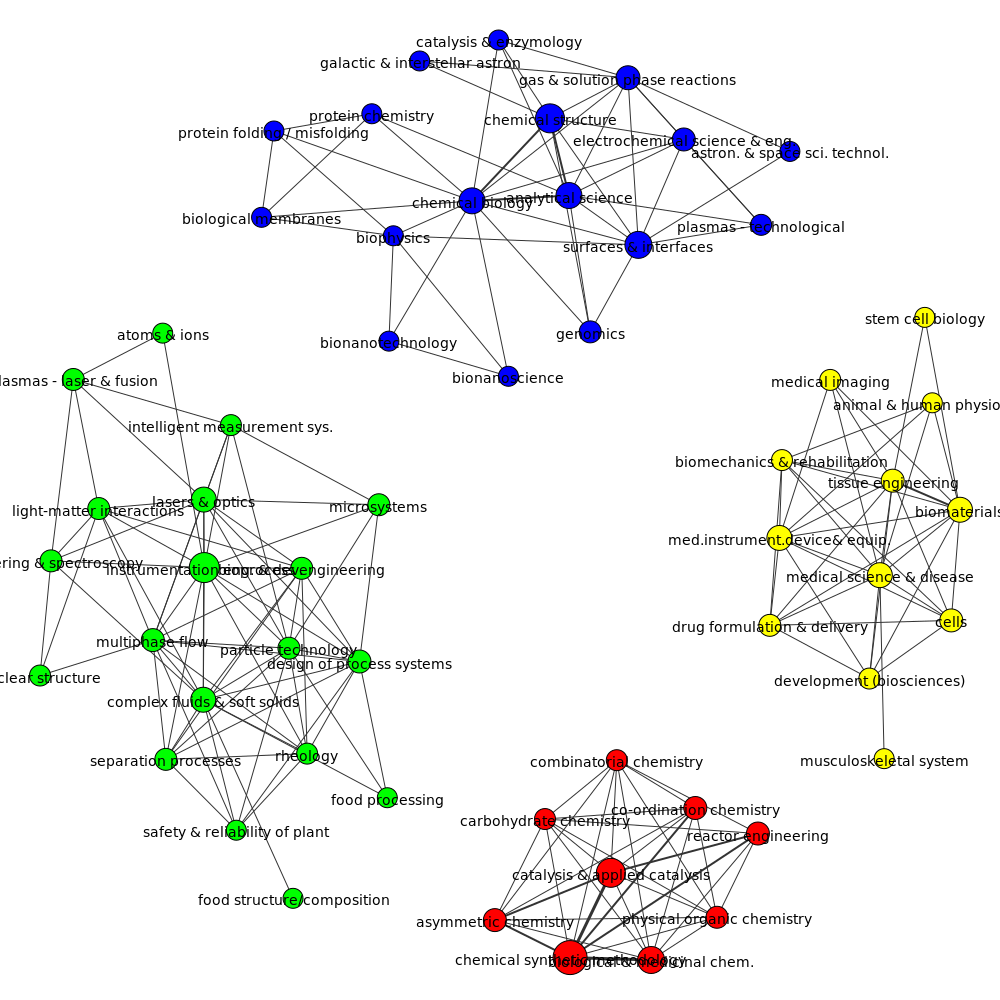 catalysis & enzymology
galactic & interstellar astron
gas & solution phase reactions
protein chemistry
chemical structure
protein folding / misfolding
electrochemical science & eng.
astron. & space sci. technol.
analytical science
chemical biology
biological membranes
plasmas - technological
biophysics
surfaces & interfaces
genomics
bionanotechnology
bionanoscience
stem cell biology
atoms & ions
lasmas - laser & fusion
medical imaging
animal & human physio
intelligent measurement sys.
biomechanics & rehabilitation
tissue engineering
lasers & optics
microsystems
light-matter interactions
biomaterials
med.instrument.device& equip.
ering & spectroscopy
instrumentation eng. & dev.
bioprocess engineering
medical science & disease
cells
drug formulation & delivery
multiphase flow
particle technology
design of process systems
clear structure
development (biosciences)
complex fluids & soft solids
rheology
separation processes
musculoskeletal system
combinatorial chemistry
food processing
co-ordination chemistry
carbohydrate chemistry
safety & reliability of plant
reactor engineering
catalysis & applied catalysis
food structure/composition
physical organic chemistry
asymmetric chemistry
chemical synthetic methodology
biological & medicinal chem.